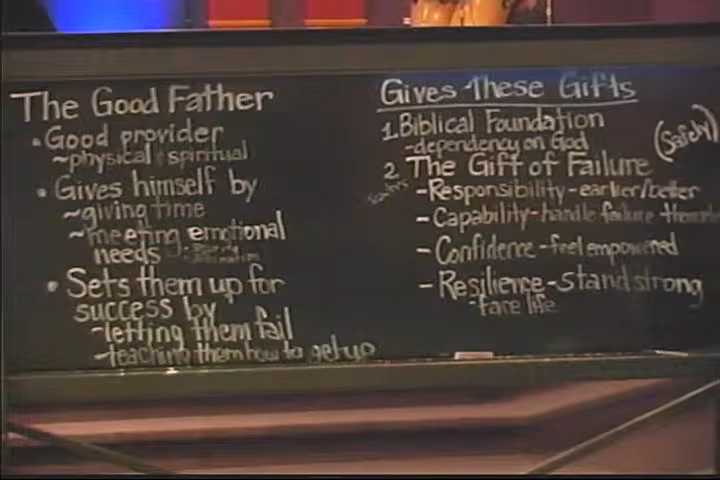 The Good Father
• Good provider
~physical & spiritual
• Gives himself by
~giving time
~meeting emotional
needs
• Sets them up for
success by
-letting them fail
-teaching them how to get up
Gives These Gifts
1. Biblical Foundation
-dependency on God
(Safety)
2. The Gift of Failure
- Responsibility - earlier/better
- Capability - handle failure
- Confidence - feel empowered
- Resilience - stand strong
-face life